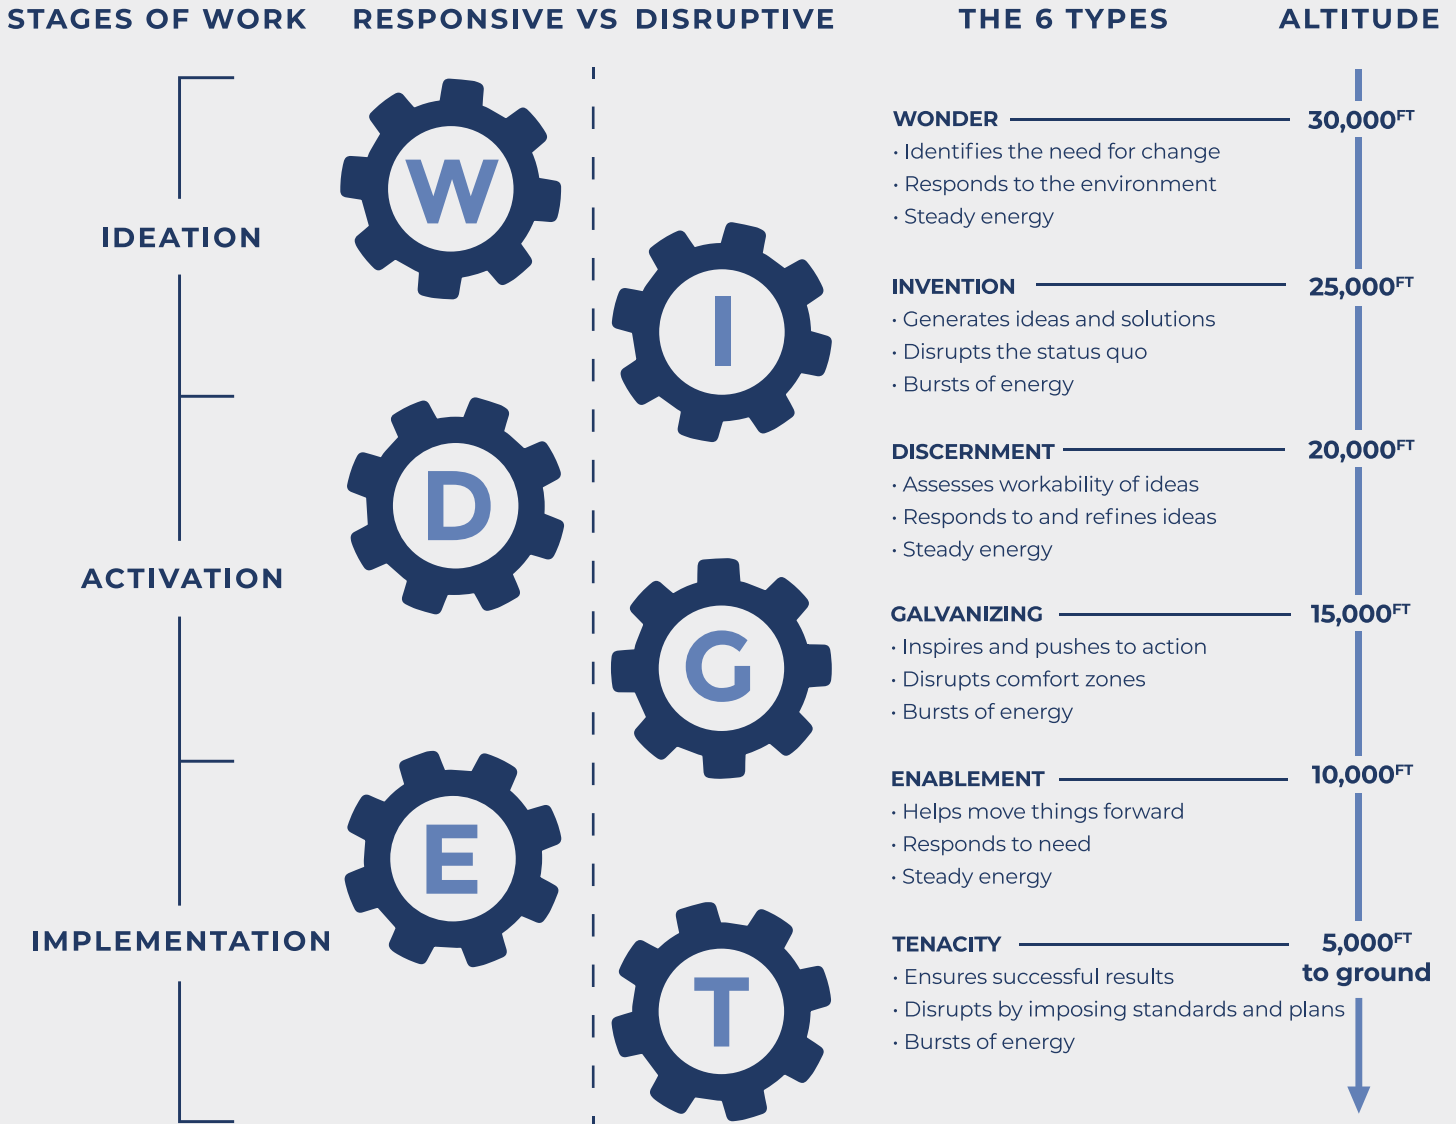 STAGES OF WORK
RESPONSIVE VS DISRUPTIVE
THE 6 TYPES
ALTITUDE
IDEATION
ACTIVATION
IMPLEMENTATION
W
I
D
G
E
T
WONDER
30,000FT
· Identifies the need for change
· Responds to the environment
· Steady energy
INVENTION
25,000FT
· Generates ideas and solutions
· Disrupts the status quo
· Bursts of energy
DISCERNMENT
20,000FT
· Assesses workability of ideas
· Responds to and refines ideas
· Steady energy
GALVANIZING
15,000FT
· Inspires and pushes to action
· Disrupts comfort zones
· Bursts of energy
ENABLEMENT
10,000FT
· Helps move things forward
· Responds to need
· Steady energy
TENACITY
5,000FT
to ground
· Ensures successful results
· Disrupts by imposing standards and plans
· Bursts of energy